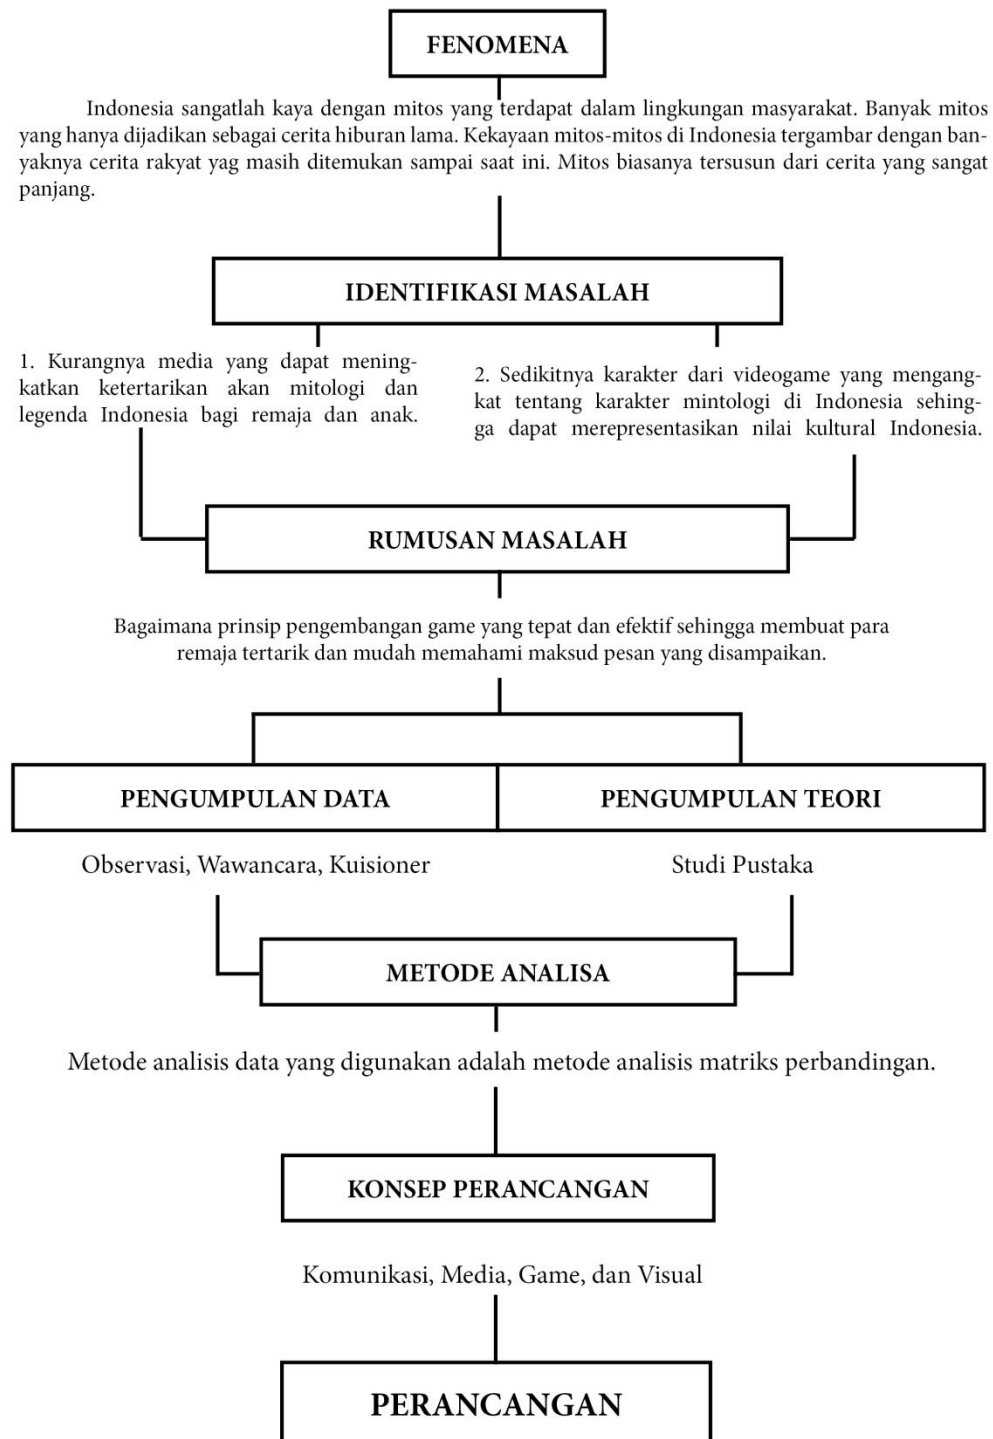 FENOMENA
Indonesia sangatlah kaya dengan mitos yang terdapat dalam lingkungan masyarakat. Banyak mitos
yang hanya dijadikan sebagai cerita hiburan lama. Kekayaan mitos-mitos di Indonesia tergambar dengan ban-
yaknya cerita rakyat yag masih ditemukan sampai saat ini. Mitos biasanya tersusun dari cerita yang sangat
panjang.
IDENTIFIKASI MASALAH
1. Kurangnya media yang dapat mening-
katkan ketertarikan akan mitologi dan
legenda Indonesia bagi remaja dan anak.
2. Sedikitnya karakter dari videogame yang mengang-
kat tentang karakter mintologi di Indonesia sehing-
ga dapat merepresentasikan nilai kultural Indonesia.
RUMUSAN MASALAH
Bagaimana prinsip pengembangan game yang tepat dan efektif sehingga membuat para
remaja tertarik dan mudah memahami maksud pesan yang disampaikan.
PENGUMPULAN DATA
PENGUMPULAN TEORI
Observasi, Wawancara, Kuisioner
Studi Pustaka
METODE ANALISA
Metode analisis data yang digunakan adalah metode analisis matriks perbandingan.
KONSEP PERANCANGAN
Komunikasi, Media, Game, dan Visual
PERANCANGAN